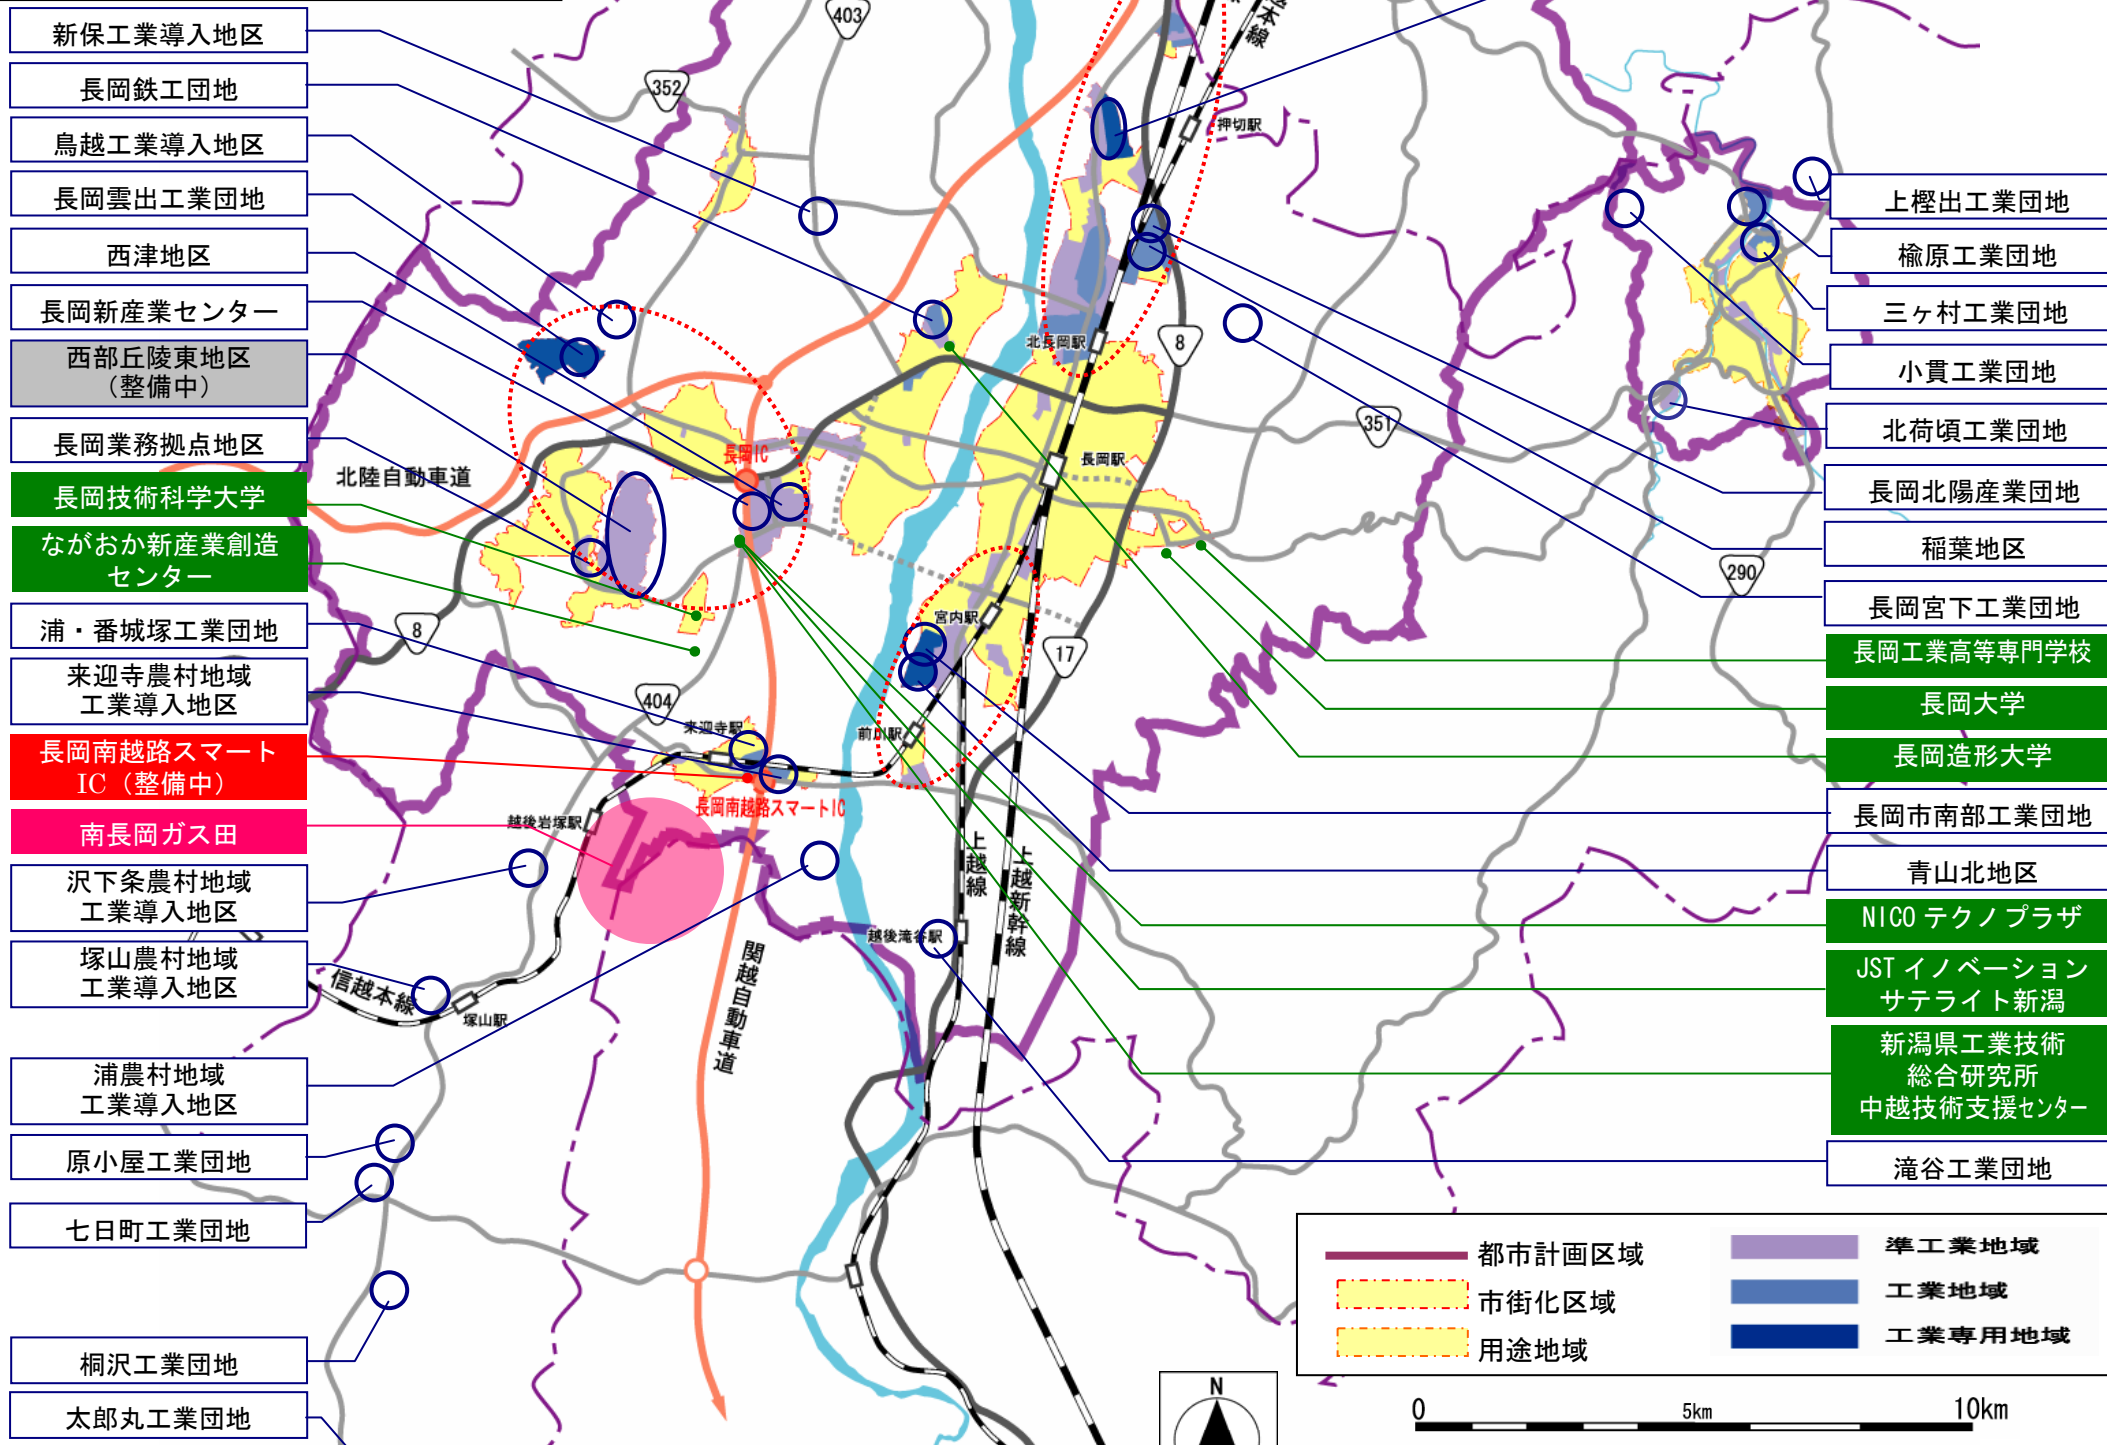 新保工業導入地区
長岡鉄工団地
鳥越工業導入地区
長岡雲出工業団地
西津地区
長岡新産業センター
西部丘陵東地区
（整備中）
長岡業務拠点地区
長岡技術科学大学
ながおか新産業創造
センター
浦・番城塚工業団地
来迎寺農村地域
工業導入地区
長岡南越路スマート
IC（整備中）
南長岡ガス田
沢下条農村地域
工業導入地区
塚山農村地域
工業導入地区
浦農村地域
工業導入地区
原小屋工業団地
七日町工業団地
桐沢工業団地
太郎丸工業団地
403
352
本線
押切駅
北長岡駅
8
351
長岡IC
長岡駅
北陸自動車道
290
8
宮内駅
17
404
来迎寺駅
前川駅
長岡南越路スマートIC
越後岩塚駅
上越線
上越新幹線
越後滝谷駅
関越自動車道
信越本線
塚山駅
上樫出工業団地
楡原工業団地
三ヶ村工業団地
小貫工業団地
北荷頃工業団地
長岡北陽産業団地
稲葉地区
長岡宮下工業団地
長岡工業高等専門学校
長岡大学
長岡造形大学
長岡市南部工業団地
青山北地区
NICO テクノプラザ
JST イノベーション
サテライト新潟
新潟県工業技術
総合研究所
中越技術支援センター
滝谷工業団地
都市計画区域
市街化区域
用途地域
準工業地域
工業地域
工業専用地域
N
0
5km
10km